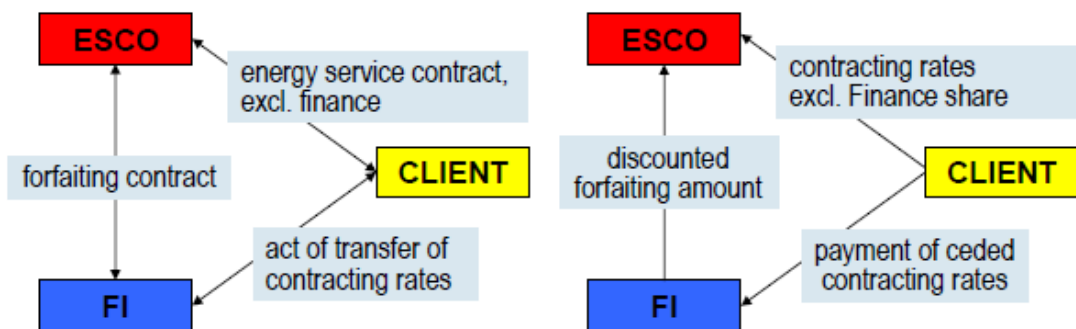 ESCO
energy service contract,
excl. finance
forfaiting contract
CLIENT
act of transfer of
contracting rates
FI
ESCO
contracting rates
excl. Finance share
discounted
forfaiting amount
CLIENT
payment of ceded
contracting rates
FI